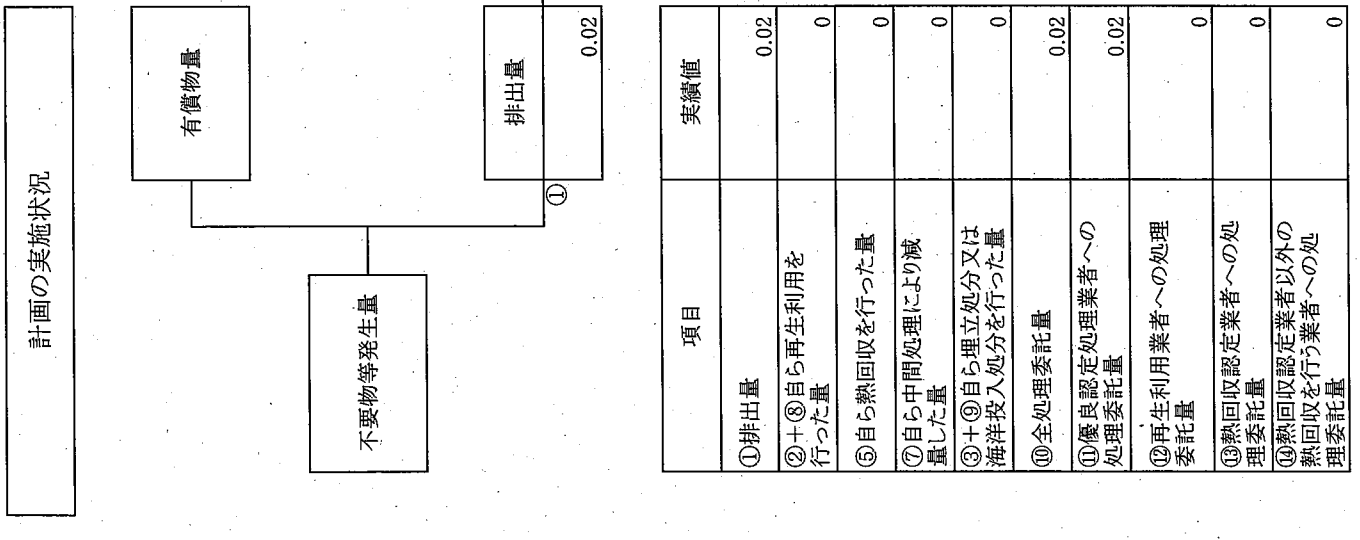 計画の実施状況
有償物量
不要物等発生量
排出量
①
0.02
項目
実績値
①排出量
0.02
②+⑧自ら再生利用を
行った量
0
⑤自ら熱回収を行った量
0
⑦自ら中間処理により減
量した量
0
③+⑨自ら埋立処分又は
海洋投入処分を行った量
0
⑩全処理委託量
0.02
⑪優良認定処理業者への
処理委託量
0.02
⑫再生利用業者への処理
委託量
0
⑬熱回収認定業者への処
理委託量
0
⑭熱回収認定業者以外の
熱回収を行う業者への処
理委託量
0